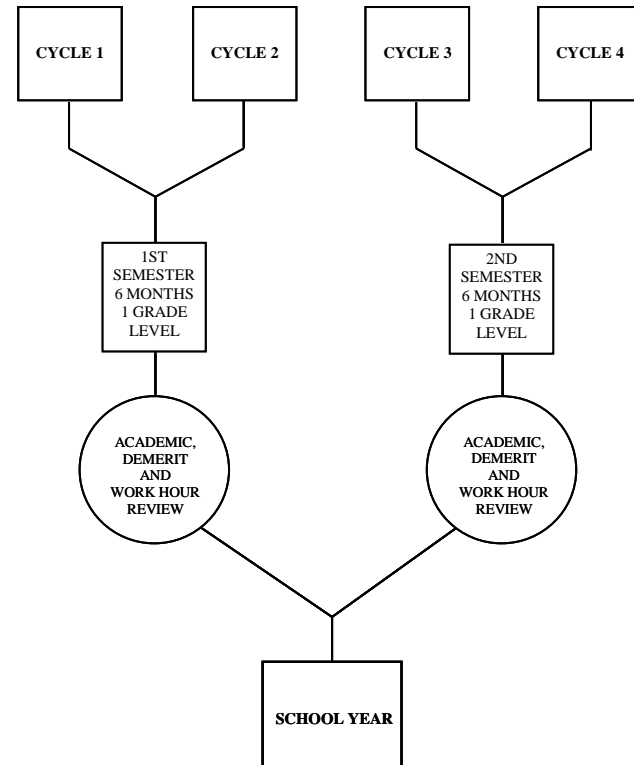 CYCLE 1
CYCLE 2
CYCLE 3
CYCLE 4
1ST
SEMESTER
6 MONTHS
1 GRADE
LEVEL
2ND
SEMESTER
6 MONTHS
1 GRADE
LEVEL
ACADEMIC,
DEMERIT
AND
WORK HOUR
REVIEW
ACADEMIC,
DEMERIT
AND
WORK HOUR
REVIEW
SCHOOL YEAR